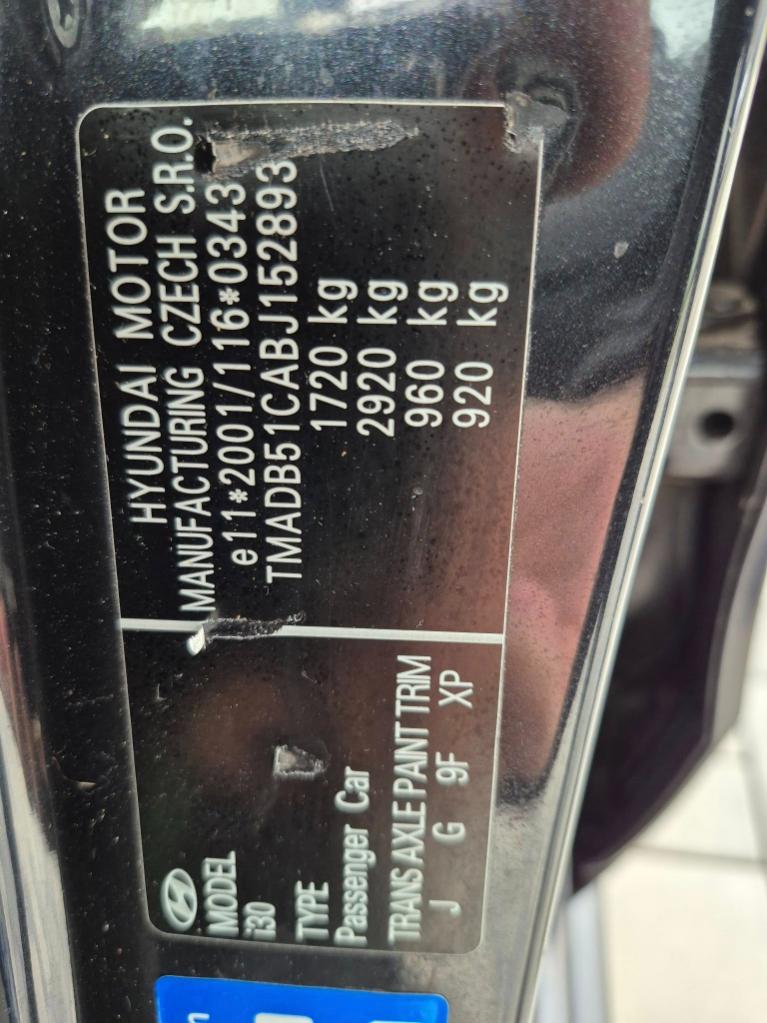 HYUNDAI MOTOR
MANUFACTURING CZECH S.R.O.
e11*2001/116*0343
TMADB51CABJ152893
1720 kg
2920 kg
960 kg
920 kg
MODEL
i30
TYPE
Passenger Car
TRANS AXLE PAINT TRIM
J G 9F XP